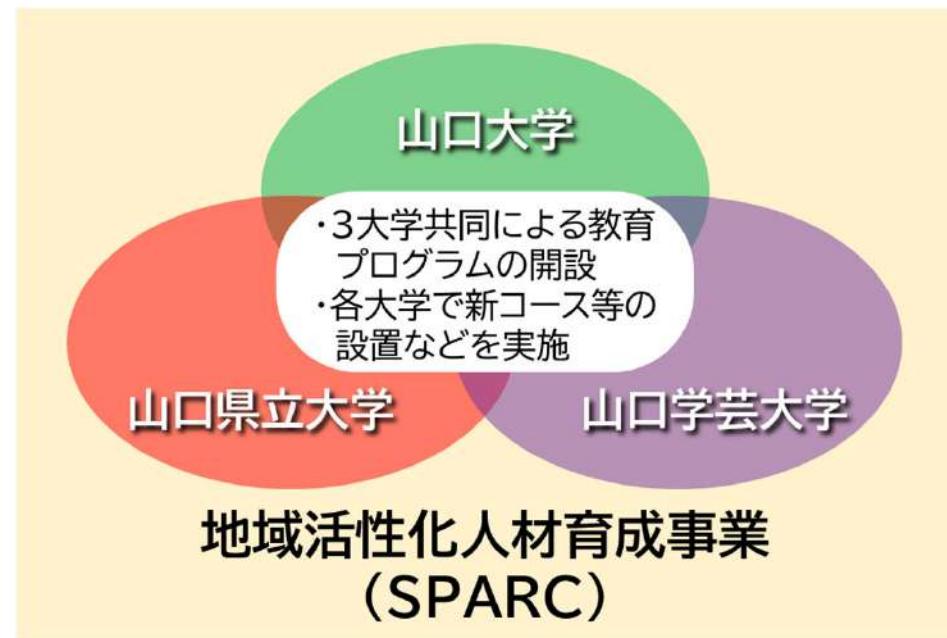 山口大学
・3大学共同による教育
プログラムの開設
・各大学で新コース等の
設置などを実施
山口県立大学
山口学芸大学
地域活性化人材育成事業
（SPARC）